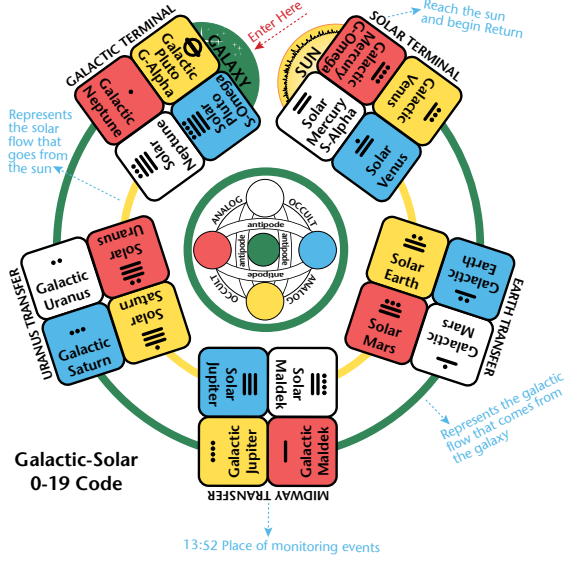 Enter Here
Reach the sun
and begin Return
GALACTIC TERMINAL
SOLAR TERMINAL
GALAXY
SUN
Galactic
Pluto
G-Alpha
Galactic
Neptune
S-Omega
Pluto
Solar
Solar
Neptune
Galactic
Mercury
G-Omega
Galactic
Venus
Solar
Mercury
S-Alpha
Solar
Venus
Represents
the solar
flow that
goes from
the sun
ANALOG
OCCULT
antipode
antipode
antipode
antipode
OCCULT
ANALOG
Solar
Uranus
Galactic
Uranus
Solar
Saturn
Galactic
Saturn
URANUS TRANSFER
Solar
Earth
Galactic
Earth
Solar
Mars
Galactic
Mars
EARTH TRANSFER
Solar
Jupiter
Solar
Maldek
Galactic
Jupiter
Galactic
Maldek
MIDWAY TRANSFER
Represents the galactic
flow that comes from
the galaxy
Galactic-Solar
0-19 Code
13:52 Place of monitoring events